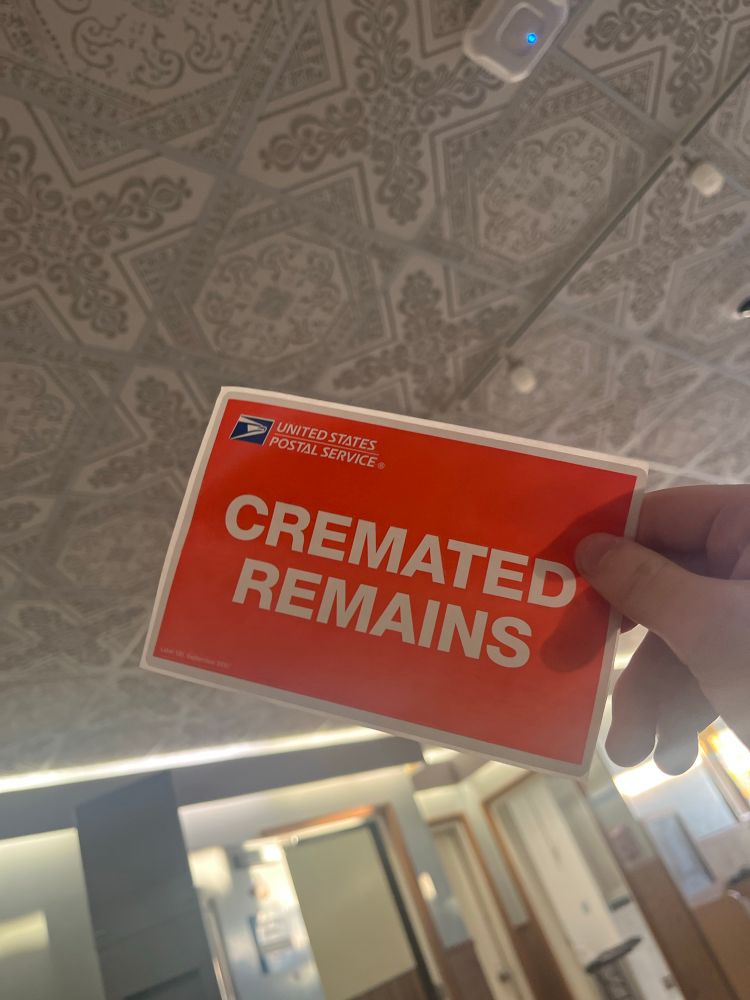 UNITED STATES
POSTAL SERVICE®
CREMATED
REMAINS